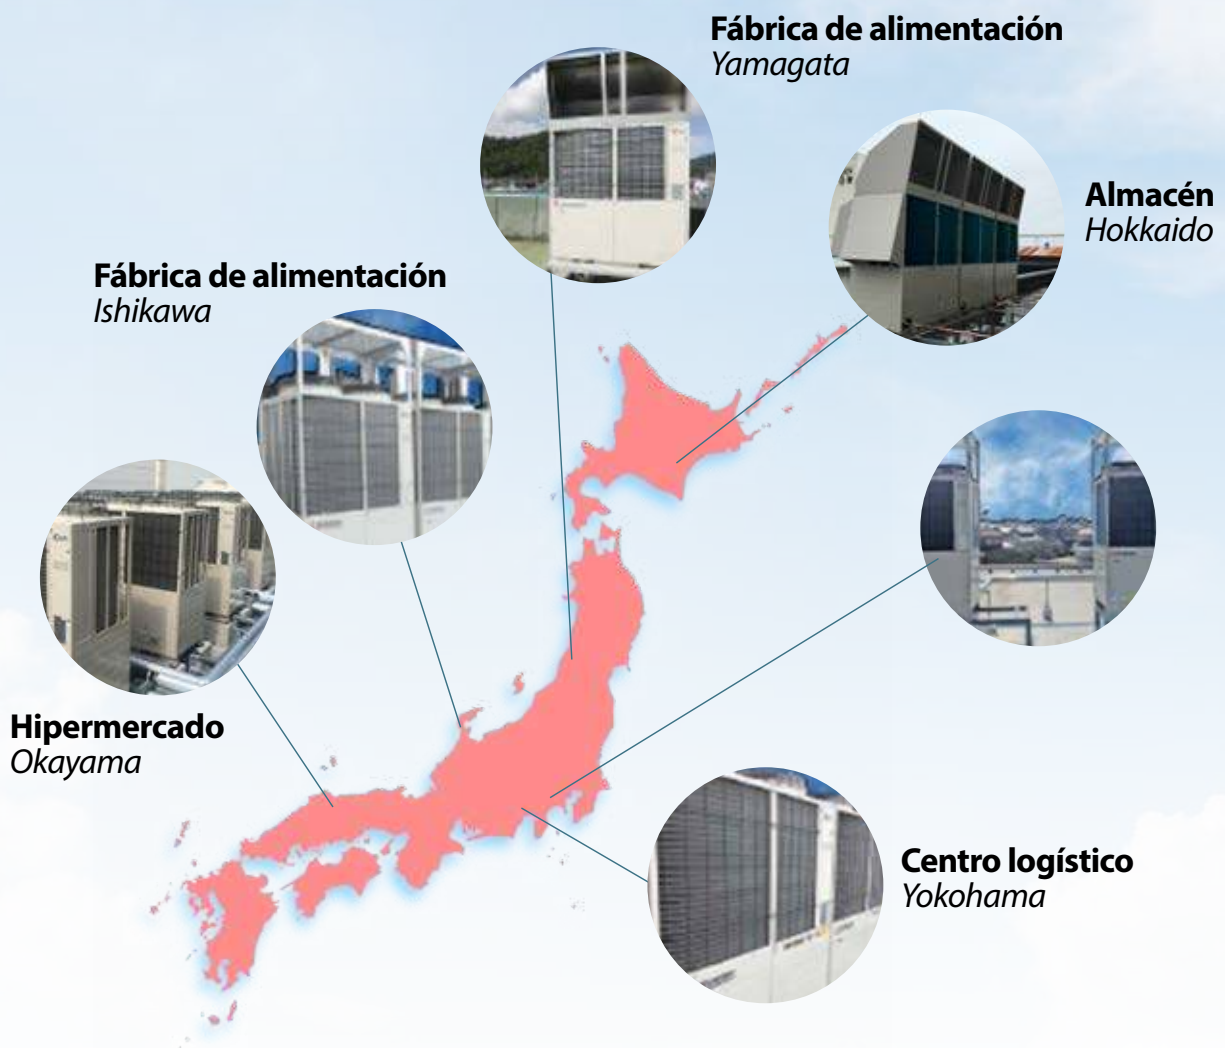 Fábrica de alimentación
Yamagata
Almacén
Hokkaido
Fábrica de alimentación
Ishikawa
Hipermercado
Okayama
Centro logístico
Yokohama